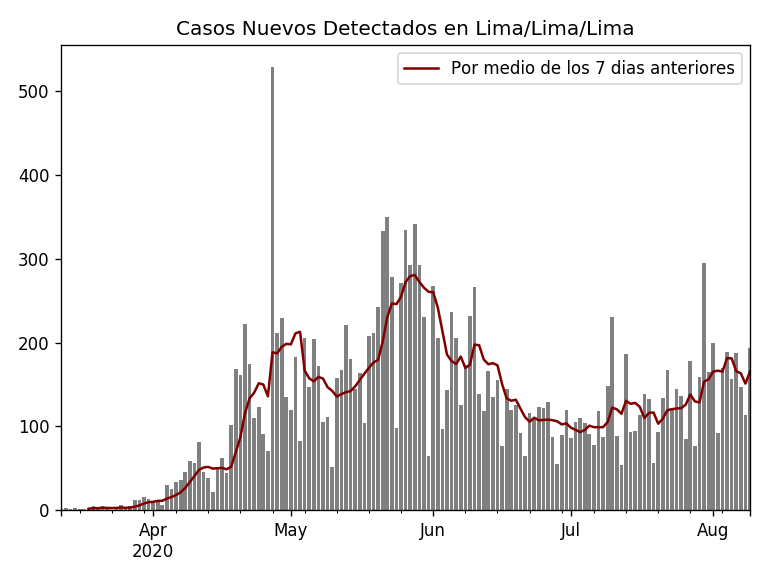 Casos Nuevos Detectados en Lima/Lima/Lima
Por medio de los 7 dias anteriores
500
400
300
200
100
0
Apr
2020
May
Jun
Jul
Aug